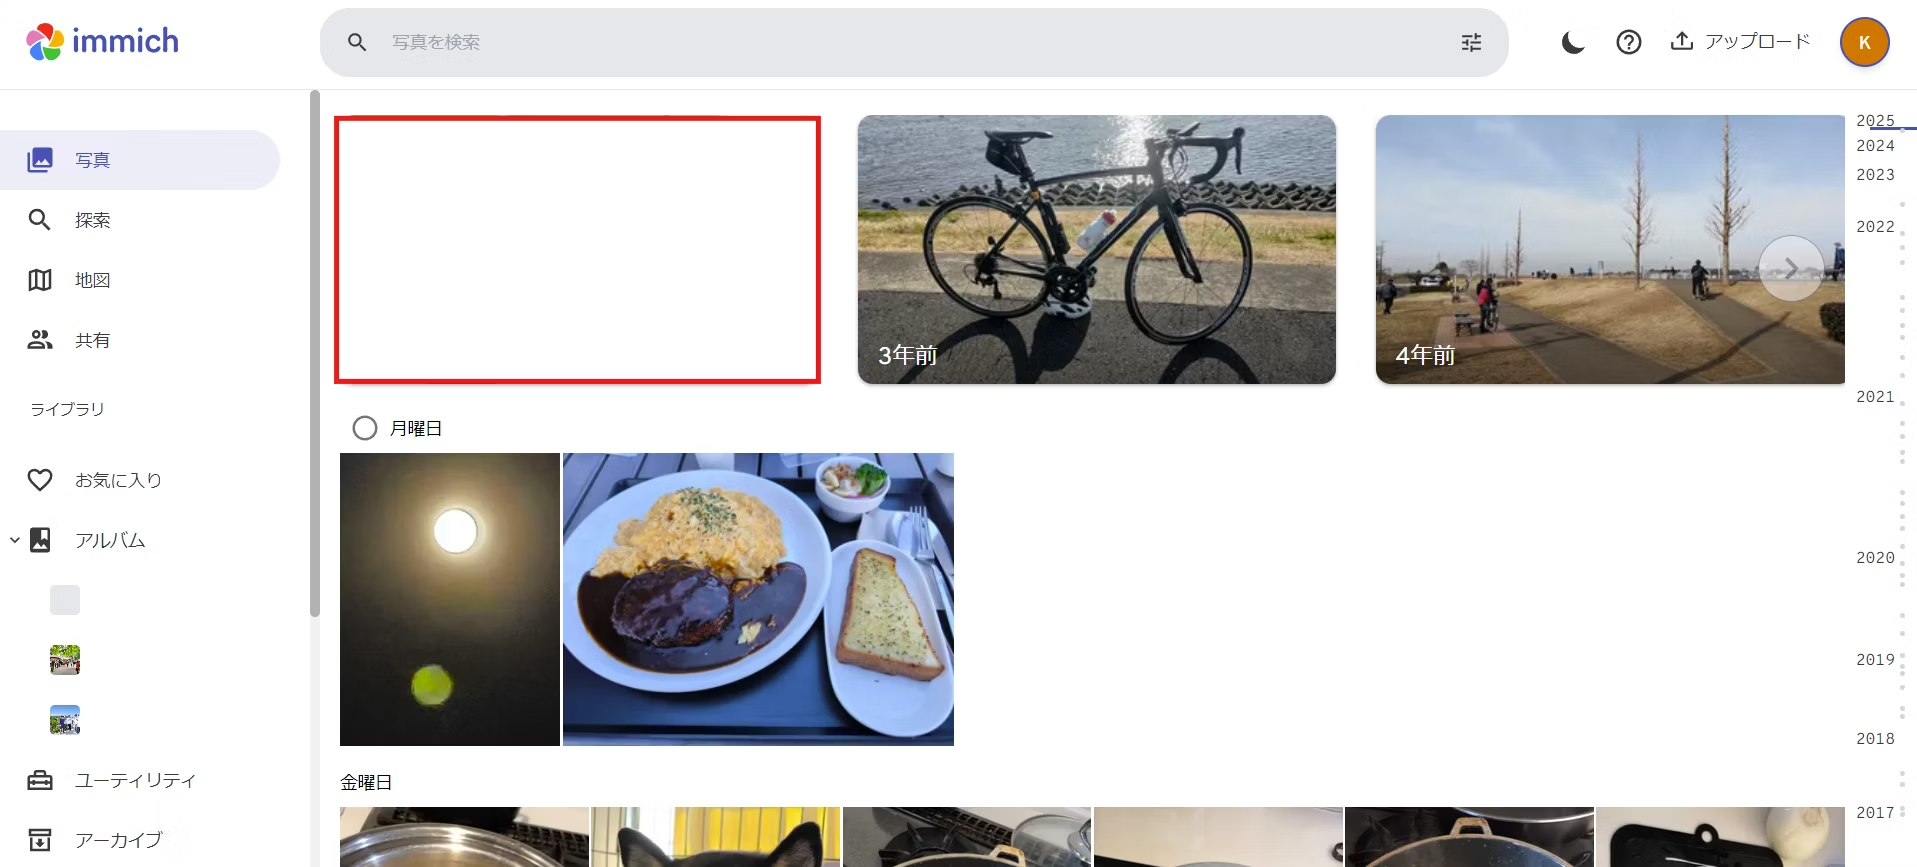 immich
写真を検索
アップロード
K
写真
探索
地図
共有
ライブラリ
お気に入り
アルバム
ユーティリティ
アーカイブ
3年前
4年前
月曜日
金曜日
2025
2024
2023
2022
2021
2020
2019
2018
2017